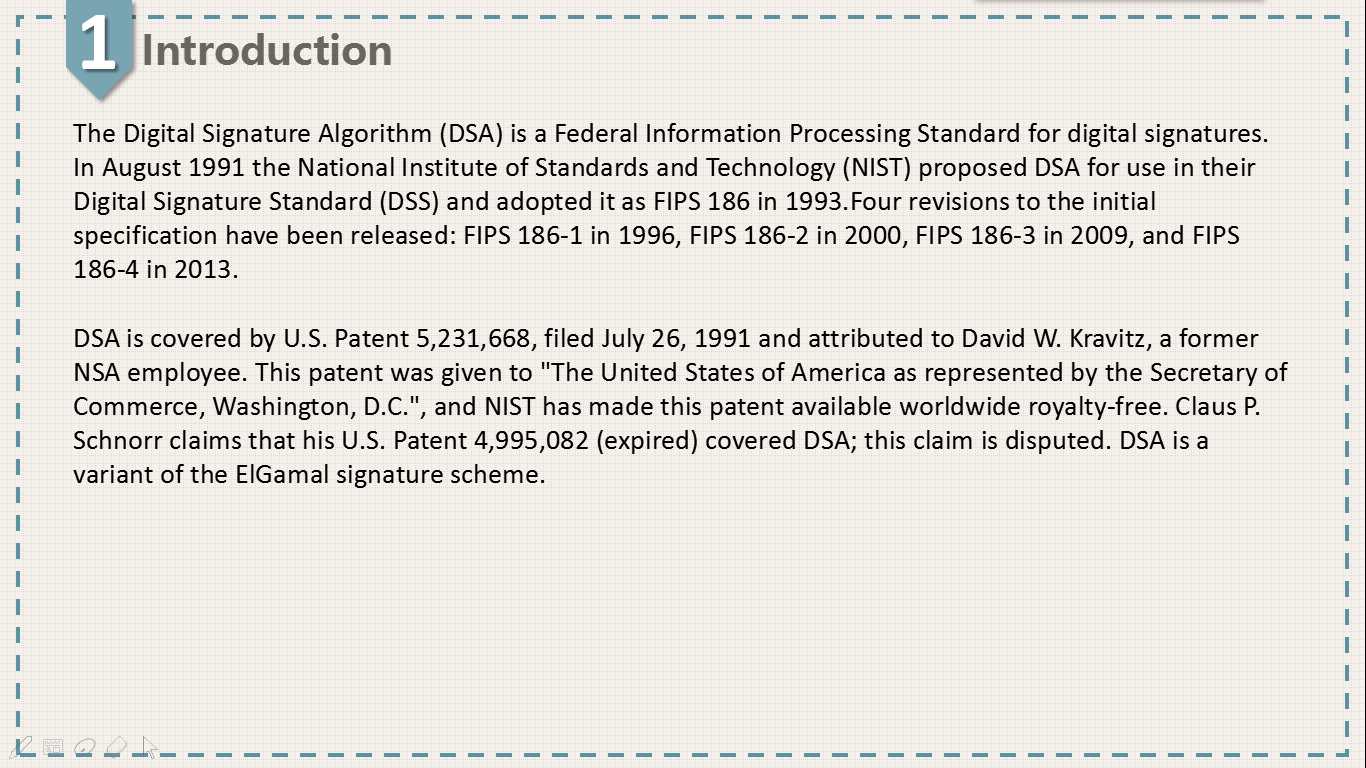 1 Introduction
The Digital Signature Algorithm (DSA) is a Federal Information Processing Standard for digital signatures.
In August 1991 the National Institute of Standards and Technology (NIST) proposed DSA for use in their
Digital Signature Standard (DSS) and adopted it as FIPS 186 in 1993.Four revisions to the initial
specification have been released: FIPS 186-1 in 1996, FIPS 186-2 in 2000, FIPS 186-3 in 2009, and FIPS
186-4 in 2013.
DSA is covered by U.S. Patent 5,231,668, filed July 26, 1991 and attributed to David W. Kravitz, a former
NSA employee. This patent was given to "The United States of America as represented by the Secretary of
Commerce, Washington, D.C.", and NIST has made this patent available worldwide royalty-free. Claus P.
Schnorr claims that his U.S. Patent 4,995,082 (expired) covered DSA; this claim is disputed. DSA is a
variant of the ElGamal signature scheme.